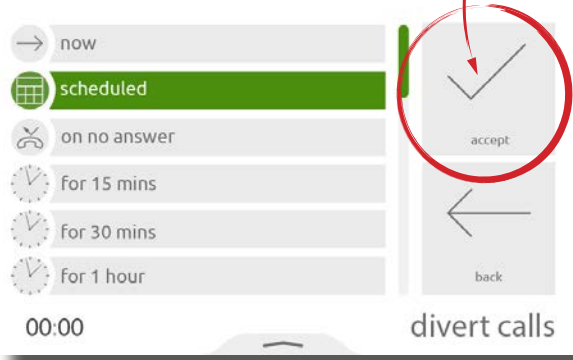 now
scheduled
on no answer
for 15 mins
for 30 mins
for 1 hour
accept
back
00:00
divert calls